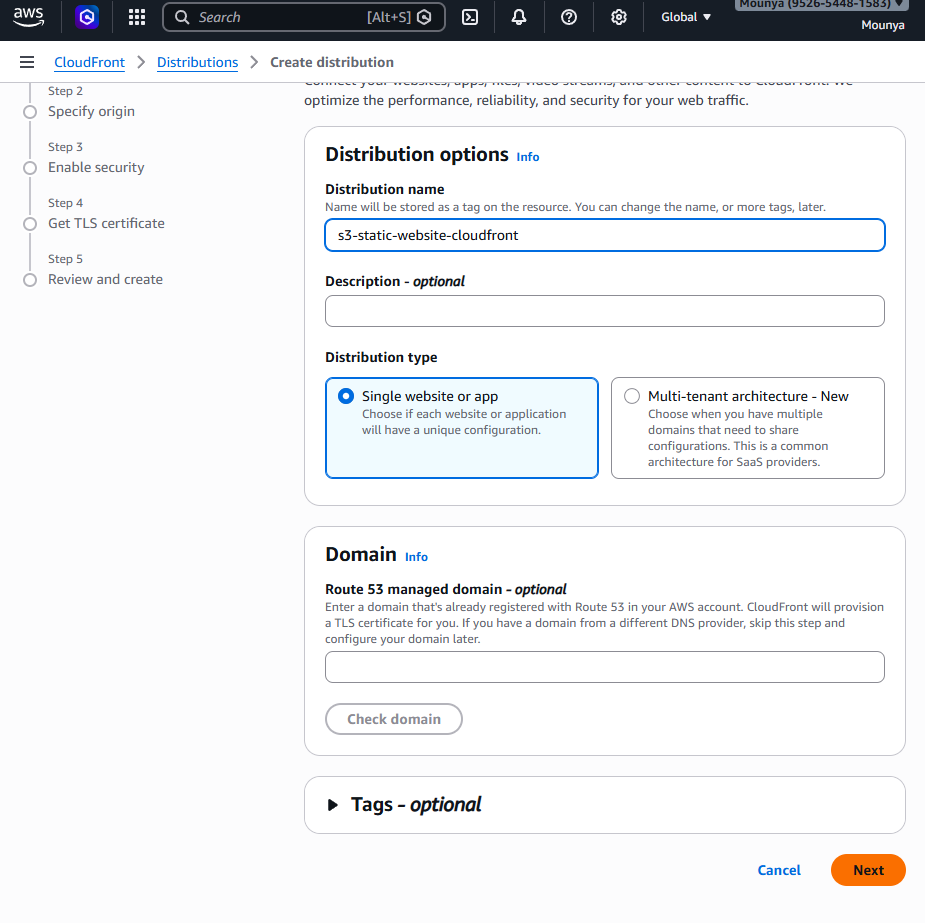 aws
Search
[Alt+S]
Global
Mounya (9526-5448-1583)
Mounya
CloudFront
Distributions
Create distribution
Step 2
Specify origin
Step 3
Enable security
Step 4
Get TLS certificate
Step 5
Review and create
Connect your websites, apps, files, video streams, and other content to CloudFront. We
optimize the performance, reliability, and security for your web traffic.
Distribution options Info
Distribution name
Name will be stored as a tag on the resource. You can change the name, or more tags, later.
s3-static-website-cloudfront
Description - optional
Distribution type
Single website or app
Choose if each website or application
will have a unique configuration.
Multi-tenant architecture - New
Choose when you have multiple
domains that need to share
configurations. This is a common
architecture for SaaS providers.
Domain Info
Route 53 managed domain - optional
Enter a domain that's already registered with Route 53 in your AWS account. CloudFront will provision
a TLS certificate for you. If you have a domain from a different DNS provider, skip this step and
configure your domain later.
Check domain
Tags - optional
Cancel
Next